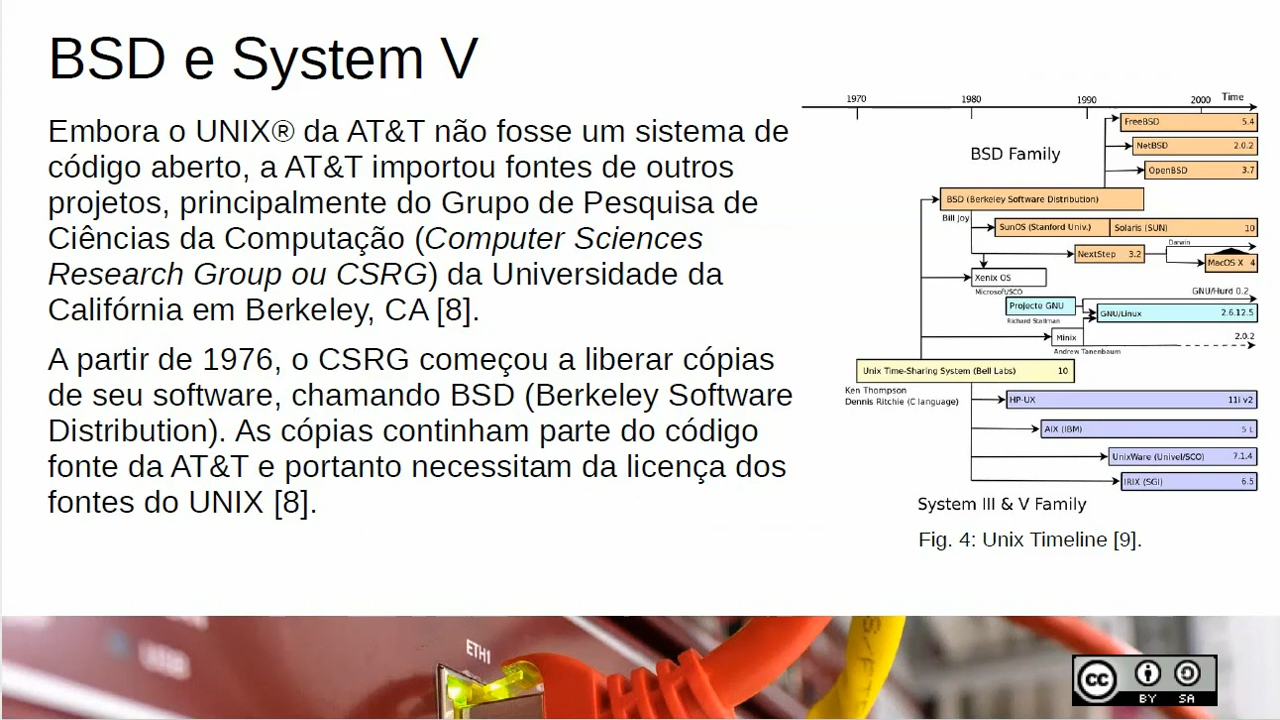 BSD e System V
Embora o UNIX® da AT&T não fosse um sistema de
código aberto, a AT&T importou fontes de outros
projetos, principalmente do Grupo de Pesquisa de
Ciências da Computação (Computer Sciences
Research Group ou CSRG) da Universidade da
Califórnia em Berkeley, CA [8].
A partir de 1976, o CSRG começou a liberar cópias
de seu software, chamando BSD (Berkeley Software
Distribution). As cópias continham parte do código
fonte da AT&T e portanto necessitam da licença dos
fontes do UNIX [8].
1970 1980 1990 2000 Time
FreeBSD 5.4
NetBSD 2.0.2
BSD Family
OpenBSD 3.7
BSD (Berkeley Software Distribution)
Bill Joy
SunOS (Stanford Univ.) Solaris (SUN) 10
Darwin
NextStep 3.2
MacOS X 4
Xenix OS
Microsoft/SCO
GNU/Hurd 0.2
Projecte GNU
Richard Stallman
GNU/Linux 2.6.12.5
Minix 2.0.2
Andrew Tanenbaum
Unix Time-Sharing System (Bell Labs) 10
Ken Thompson
Dennis Ritchie (C language)
HP-UX 11i v2
AIX (IBM) 5 L
UnixWare (Univel/SCO) 7.1.4
IRIX (SGI) 6.5
System III & V Family
Fig. 4: Unix Timeline [9].
ETH1
cc
BY SA